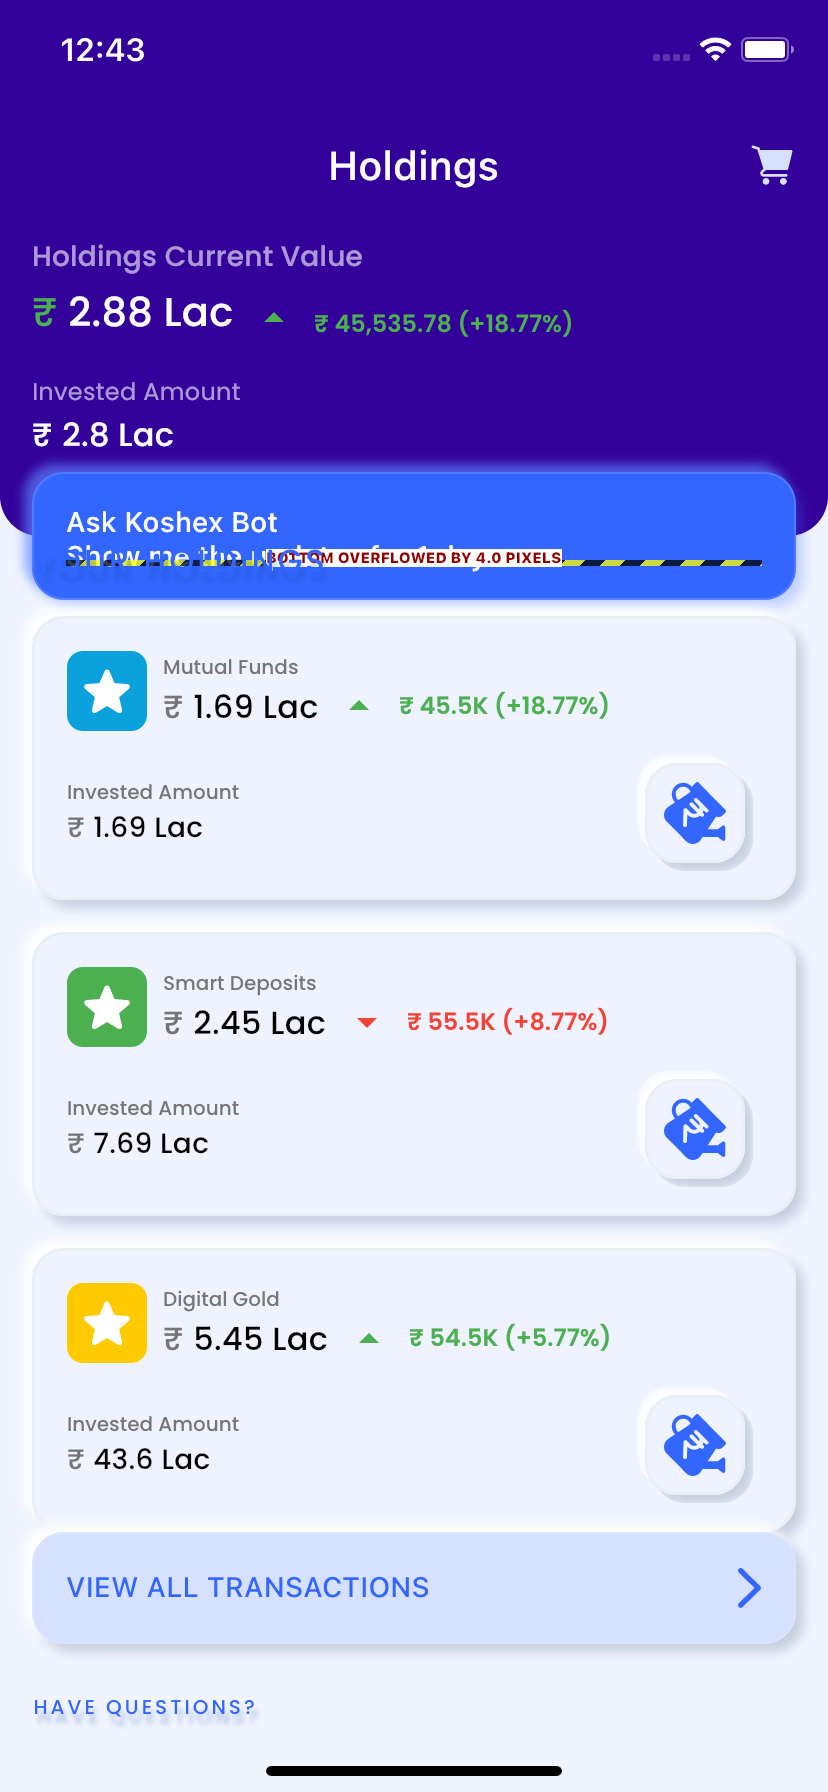 12:43
Holdings
Holdings Current Value
₹ 2.88 Lac ₹ 45,535.78 (+18.77%)
Invested Amount
₹ 2.8 Lac
Ask Koshex Bot
Show me the
BOTTOM OVERFLOWED BY 4.0 PIXELS
YOUR HOLDINGS
Mutual Funds
₹ 1.69 Lac ₹ 45.5K (+18.77%)
Invested Amount
₹ 1.69 Lac
Smart Deposits
₹ 2.45 Lac ₹ 55.5K (+8.77%)
Invested Amount
₹ 7.69 Lac
Digital Gold
₹ 5.45 Lac ₹ 54.5K (+5.77%)
Invested Amount
₹ 43.6 Lac
VIEW ALL TRANSACTIONS
HAVE QUESTIONS?